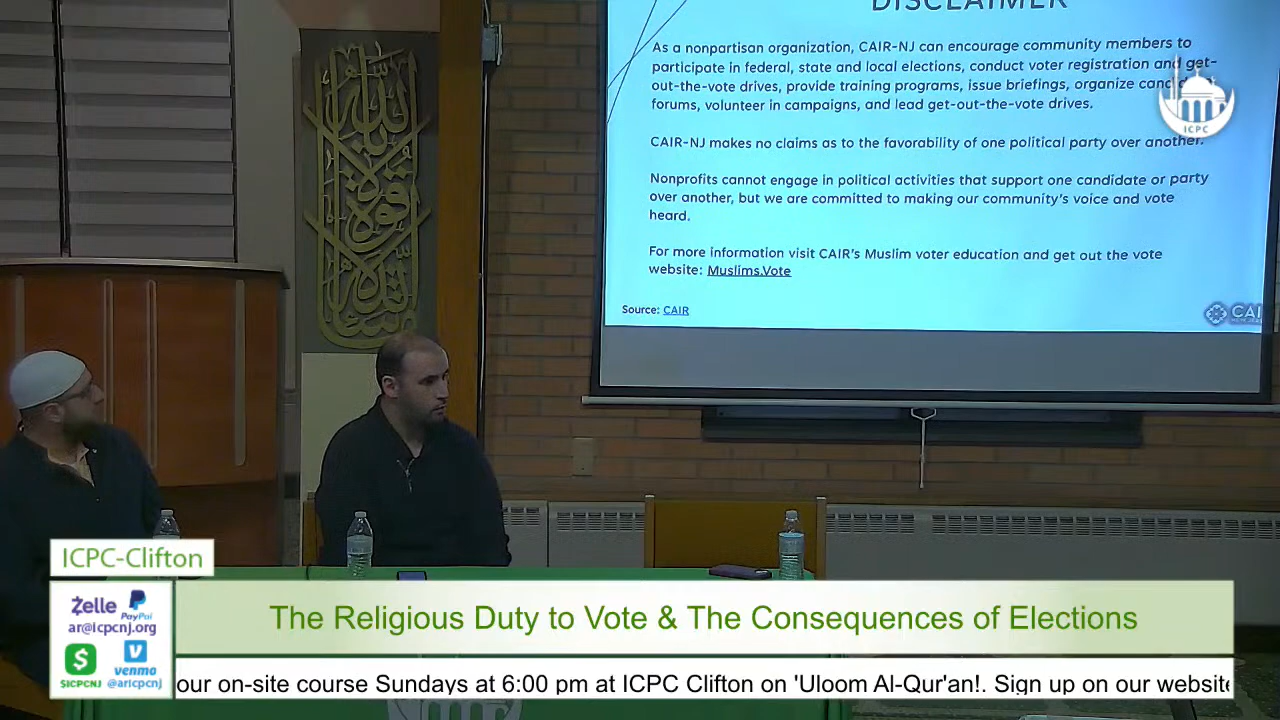 DISCLAIMER
As a nonpartisan organization, CAIR-NJ can encourage community members to
participate in federal, state and local elections, conduct voter registration and get-
out-the-vote drives, provide training programs, issue briefings, organize
forums, volunteer in campaigns, and lead get-out-the-vote drives.
ICPC
CAIR-NJ makes no claims as to the favorability of one political party over another.
Nonprofits cannot engage in political activities that support one candidate or party
over another, but we are committed to making our community's voice and vote
heard.
For more information visit CAIR's Muslim voter education and get out the vote
website: Muslims.Vote
Source: CAIR
ICPC-Clifton
Zelle PayPal
ar@icpcnj.org
$ICPCNJ
venmo
@aricpcnj
The Religious Duty to Vote & The Consequences of Elections
our on-site course Sundays at 6:00 pm at ICPC Clifton on 'Uloom Al-Qur'an!. Sign up on our website